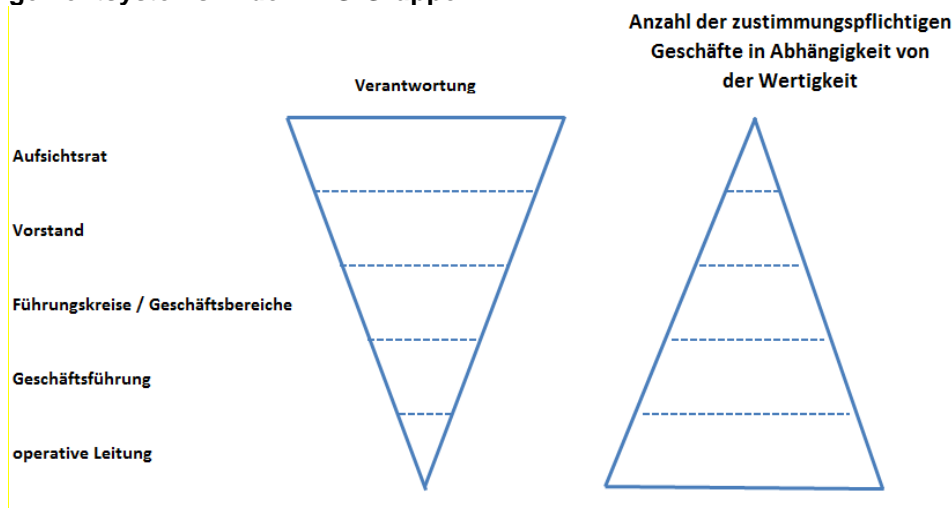 Anzahl der zustimmungspflichtigen
Geschäfte in Abhängigkeit von
der Wertigkeit
Verantwortung
Aufsichtsrat
Vorstand
Führungskreise / Geschäftsbereiche
Geschäftsführung
operative Leitung